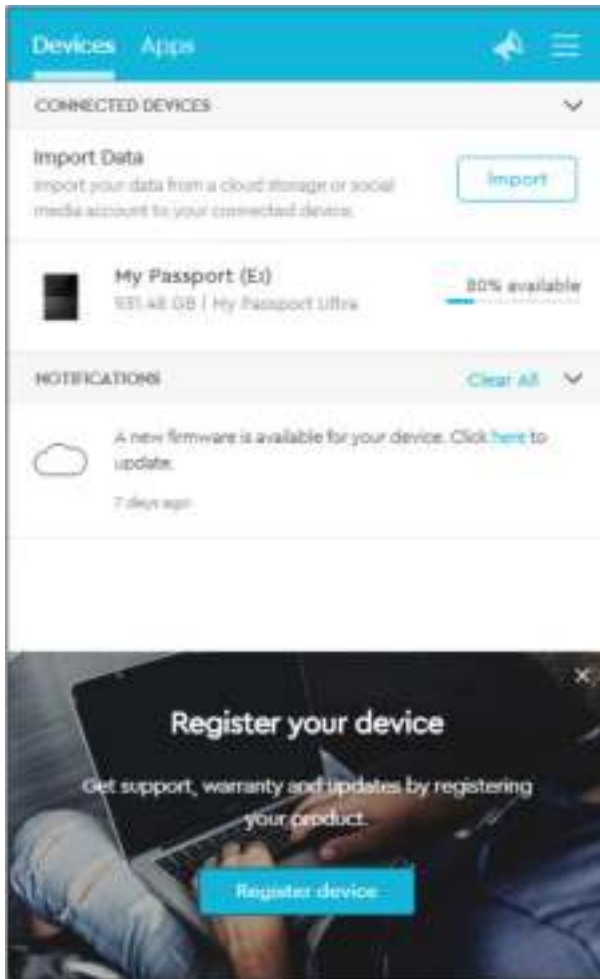 Devices Apps
CONNECTED DEVICES
Import Data
Import your data from a cloud storage or social
media account to your connected device.
Import
My Passport (E:)
931.48 GB | My Passport Ultra
80% available
NOTIFICATIONS
Clear All
A new firmware is available for your device. Click here to
update.
7 days ago
Register your device
Get support, warranty and updates by registering
your product.
Register device